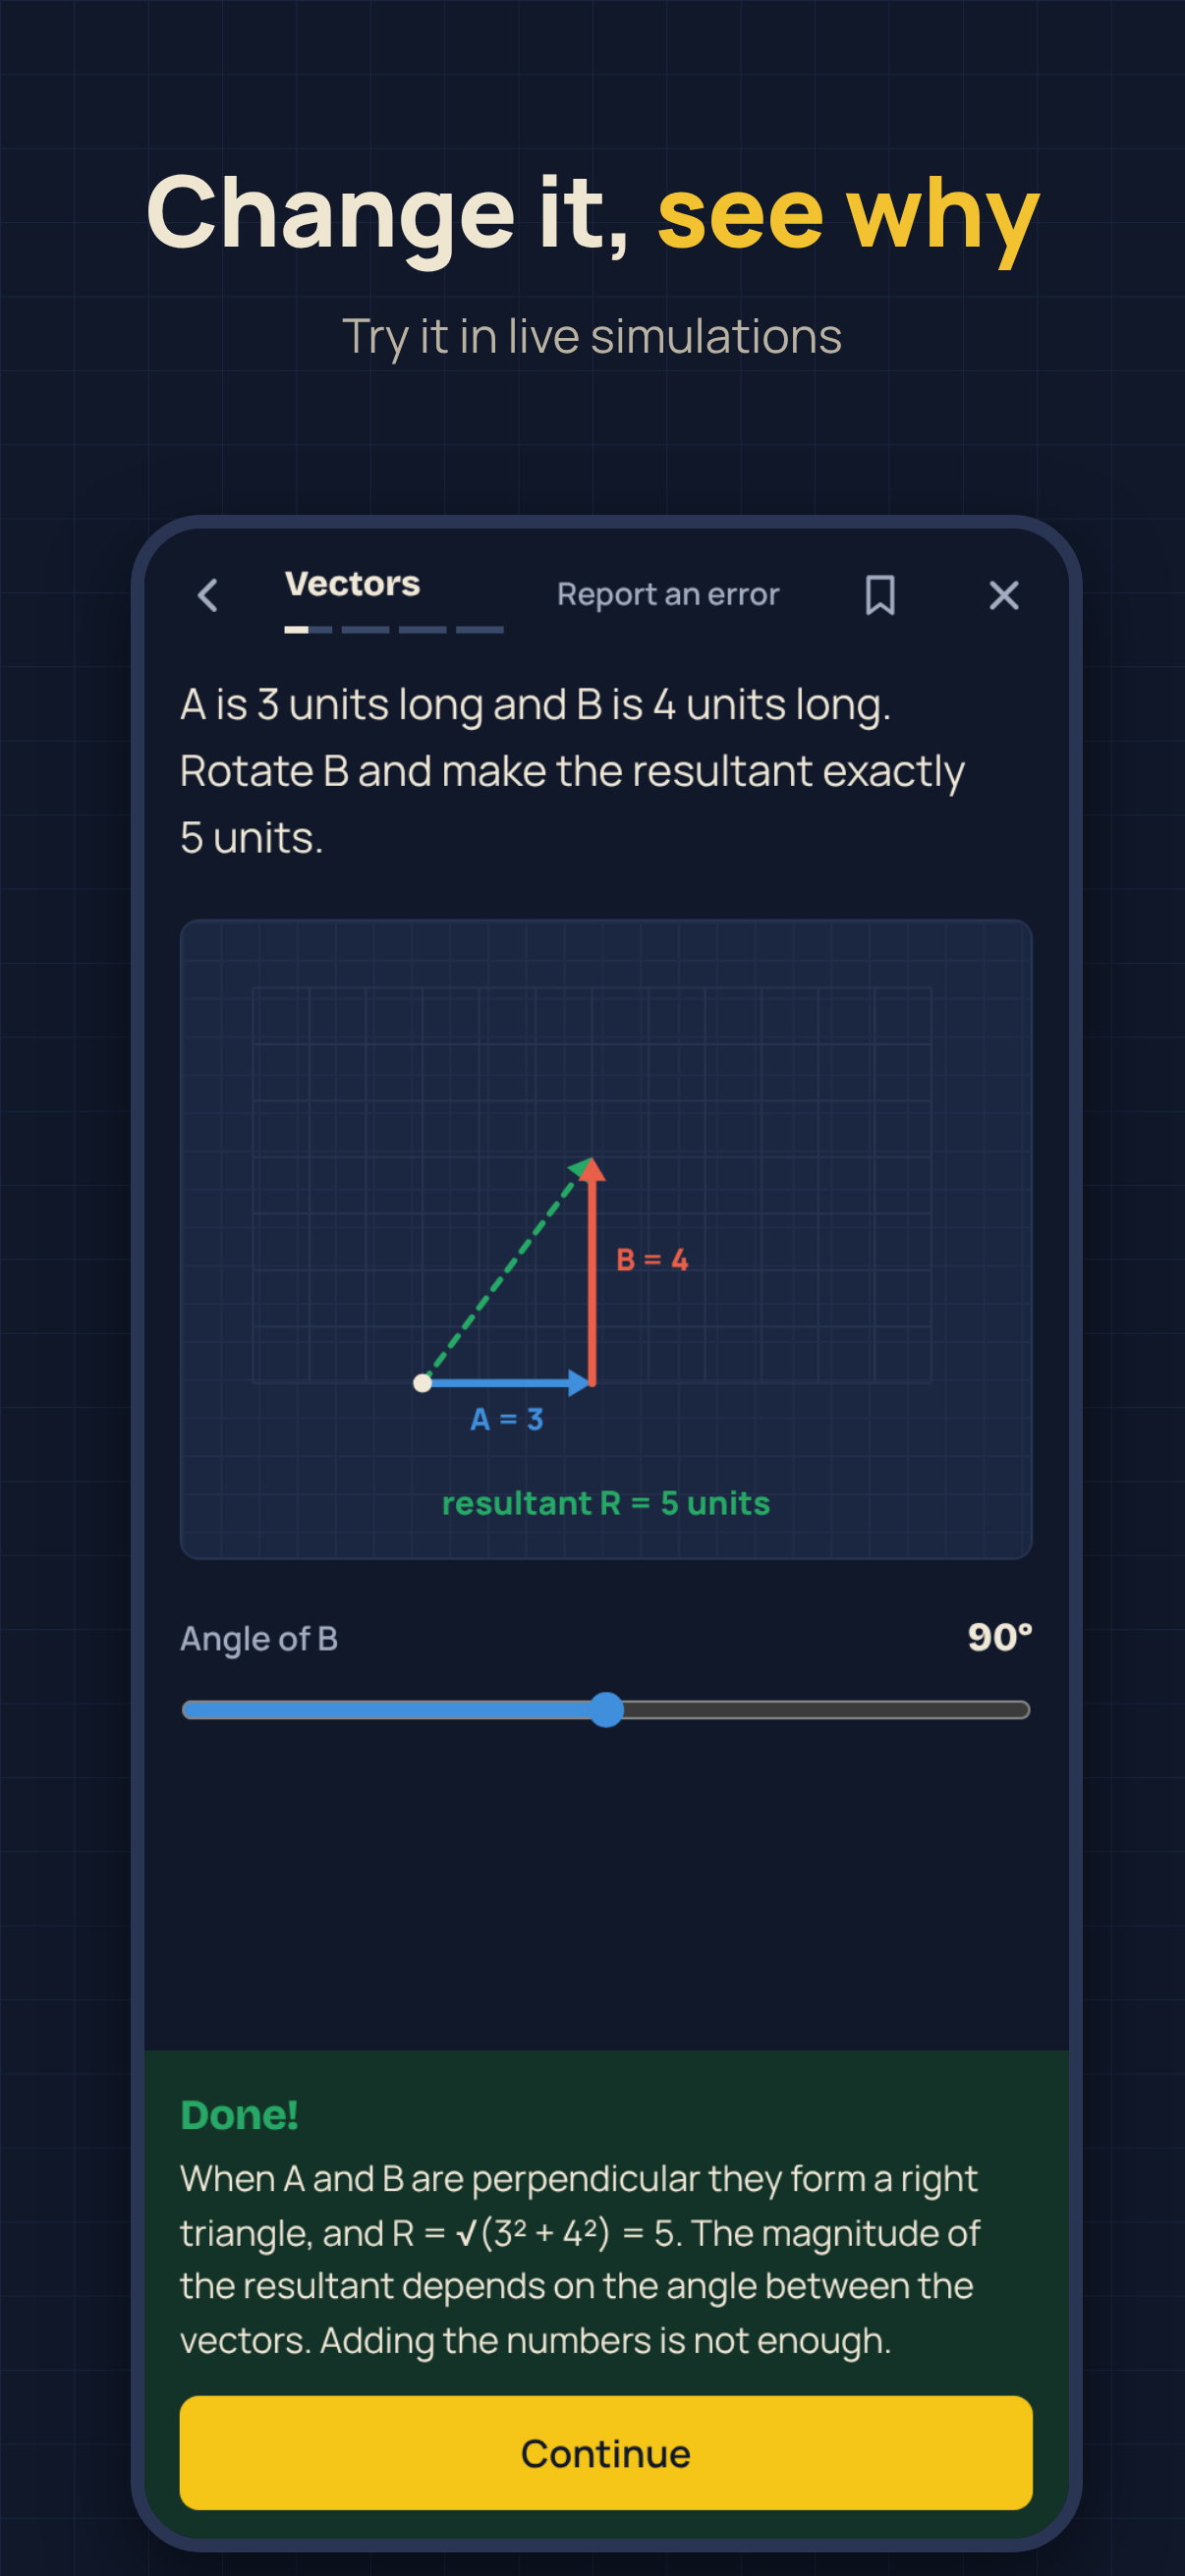 Change it, see why
Try it in live simulations
Vectors
Report an error
A is 3 units long and B is 4 units long.
Rotate B and make the resultant exactly
5 units.
B = 4
A = 3
resultant R = 5 units
Angle of B
90°
Done!
When A and B are perpendicular they form a right
triangle, and R = √(3² + 4²) = 5. The magnitude of
the resultant depends on the angle between the
vectors. Adding the numbers is not enough.
Continue